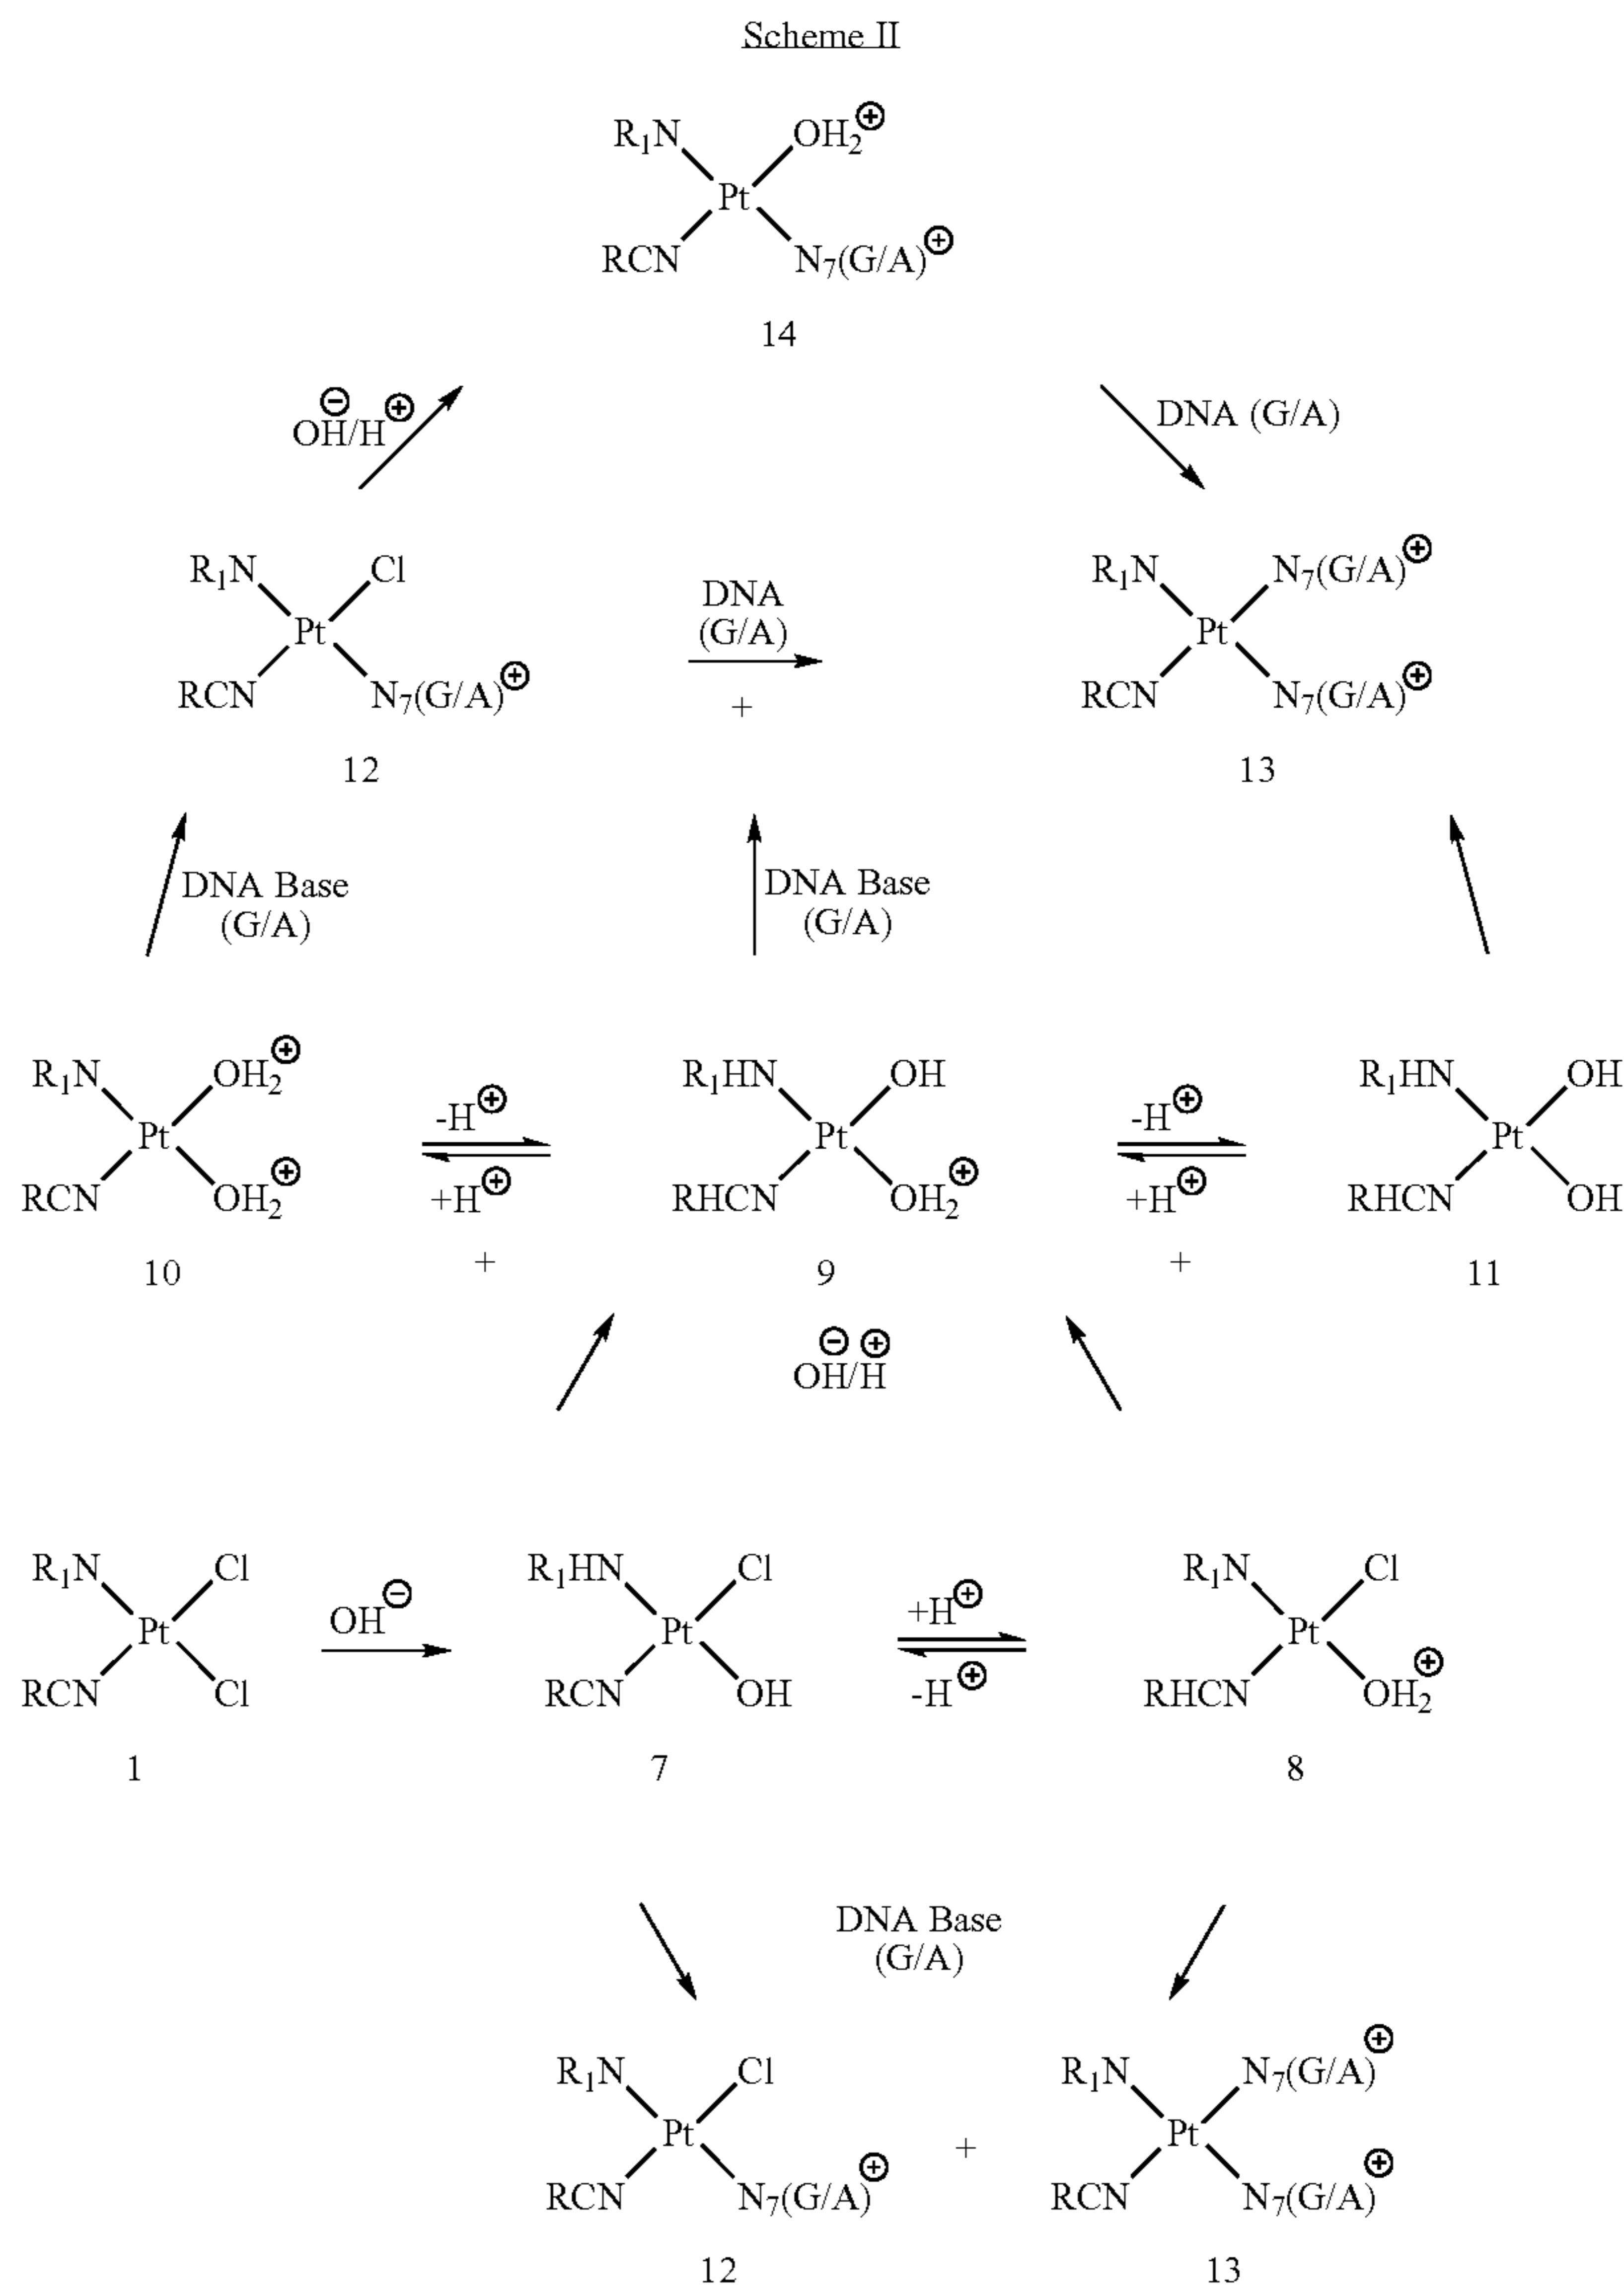 Scheme II
R₁N OH₂⊕
Pt
RCN N₇(G/A)⊕
14
OH⊖/H⊕
DNA (G/A)
R₁N Cl
Pt
RCN N₇(G/A)⊕
12
DNA
(G/A)
+
R₁N N₇(G/A)⊕
Pt
RCN N₇(G/A)⊕
13
DNA Base
(G/A)
DNA Base
(G/A)
R₁N OH₂⊕
Pt
RCN OH₂⊕
10
-H⊕
+H⊕
+
R₁HN OH
Pt
RHCN OH₂⊕
9
-H⊕
+H⊕
+
R₁HN OH
Pt
RHCN OH
11
OH⊖/H⊕
R₁N Cl
Pt
RCN Cl
1
OH⊖
R₁HN Cl
Pt
RCN OH
7
+H⊕
-H⊕
R₁N Cl
Pt
RHCN OH₂⊕
8
DNA Base
(G/A)
R₁N Cl
Pt
RCN N₇(G/A)⊕
12
+
R₁N N₇(G/A)⊕
Pt
RCN N₇(G/A)⊕
13